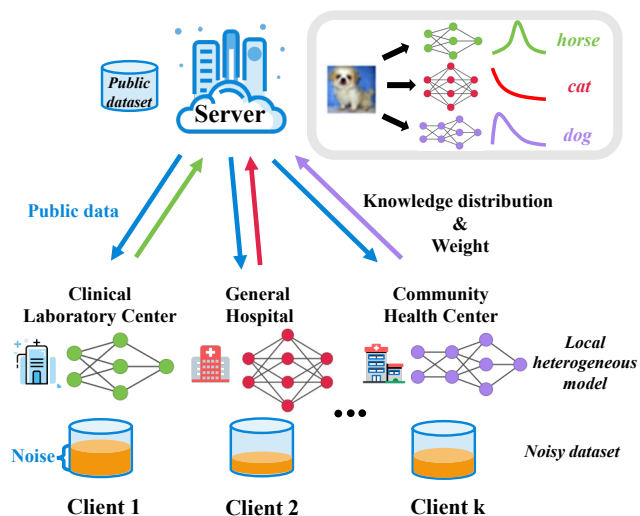 Public
dataset
Server
horse
cat
dog
Public data
Knowledge distribution
&
Weight
Clinical
Laboratory Center
General
Hospital
Community
Health Center
Local
heterogeneous
model
...
Noise
Noisy dataset
Client 1
Client 2
Client k